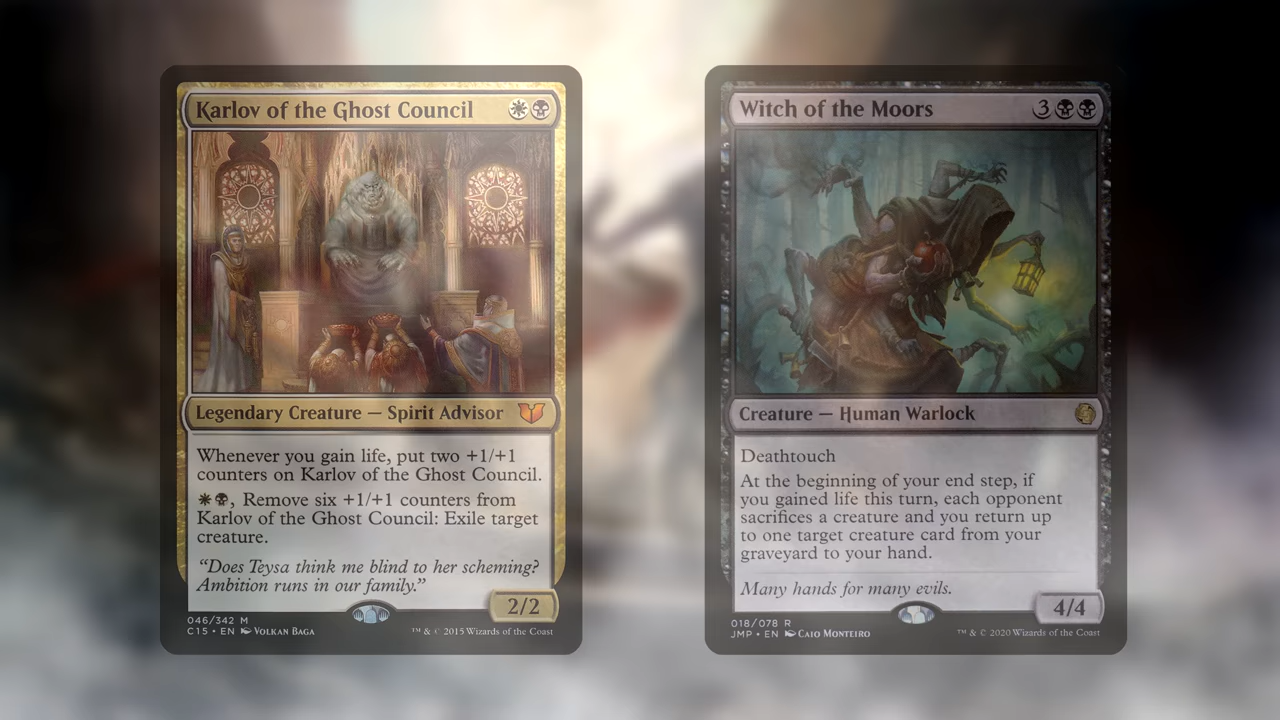 Karlov of the Ghost Council
Legendary Creature — Spirit Advisor
Whenever you gain life, put two +1/+1
counters on Karlov of the Ghost Council.
, Remove six +1/+1 counters from
Karlov of the Ghost Council: Exile target
creature.
“Does Teysa think me blind to her scheming?
Ambition runs in our family.”
2/2
046/342 M
C15 • EN Volkan Baga
™ & © 2015 Wizards of the Coast
Witch of the Moors
3
Creature — Human Warlock
Deathtouch
At the beginning of your end step, if
you gained life this turn, each opponent
sacrifices a creature and you return up
to one target creature card from your
graveyard to your hand.
Many hands for many evils.
4/4
018/078 R
JMP • EN Caio Monteiro
™ & © 2020 Wizards of the Coast